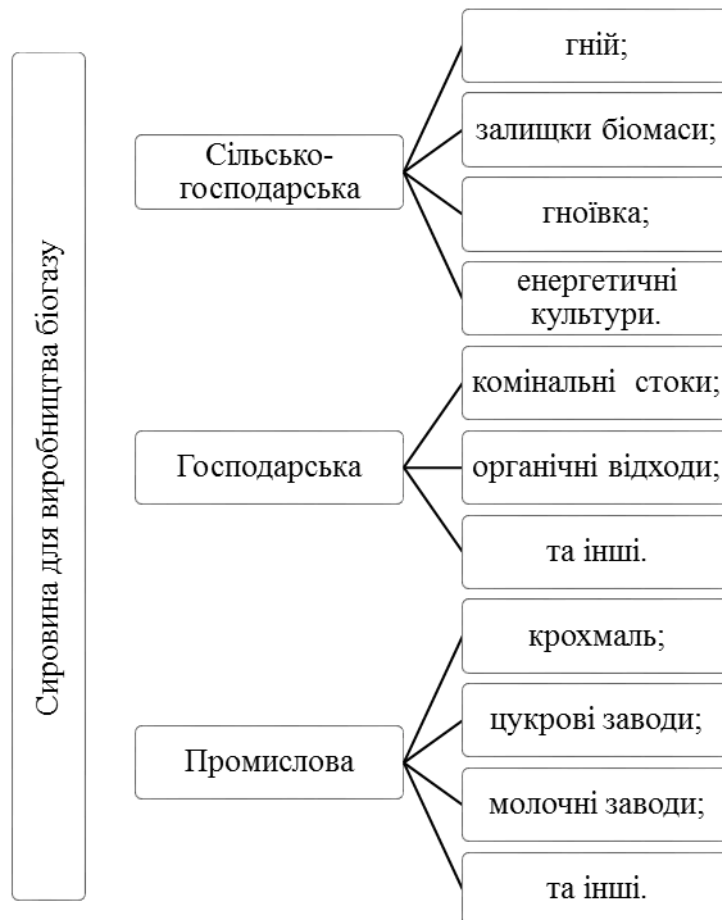 Сировина для виробництва біогазу
Сільсько-
господарська
гній;
залищки біомаси;
гноївка;
енергетичні
культури.
Господарська
комінальні стоки;
органічні відходи;
та інші.
Промислова
крохмаль;
цукрові заводи;
молочні заводи;
та інші.